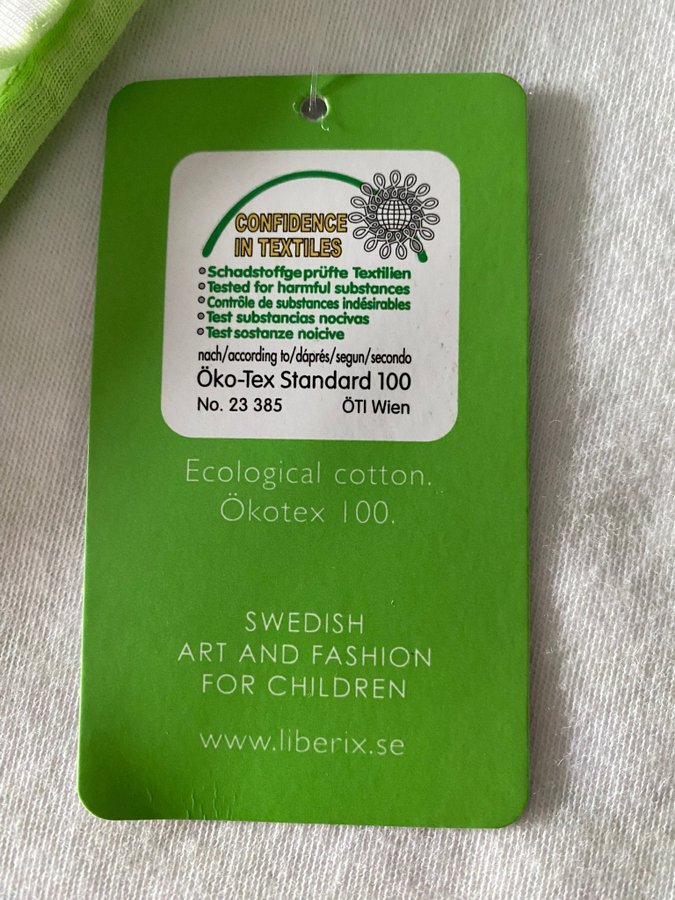 CONFIDENCE
IN TEXTILES
Schadstoffgeprüfte Textilien
Tested for harmful substances
Contrôle de substances indésirables
Test substancias nocivas
Test sostanze noicive
nach/according to/dáprés/segun/secondo
Öko-Tex Standard 100
No. 23 385 ÖTI Wien
Ecological cotton.
Ökotex 100.
SWEDISH
ART AND FASHION
FOR CHILDREN
www.liberix.se